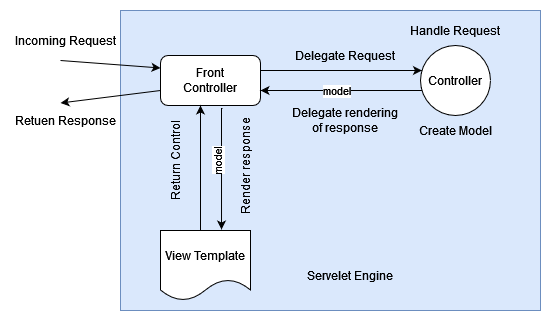 Handle Request
Incoming Request
Front
Controller
Delegate Request
Controller
model
Retuen Response
Delegate rendering
of response
Create Model
Return Control
model
Render response
View Template
Servelet Engine